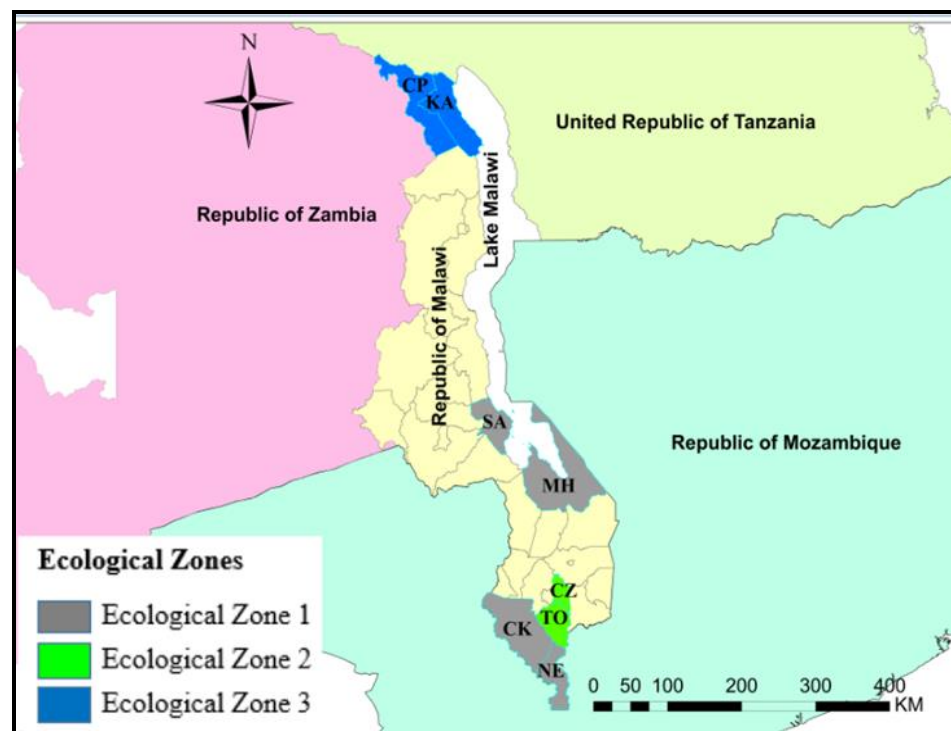 N
CP
KA
United Republic of Tanzania
Republic of Zambia
Lake Malawi
Republic of Malawi
SA
Republic of Mozambique
MH
Ecological Zones
Ecological Zone 1
Ecological Zone 2
Ecological Zone 3
CZ
TO
CK
NE
0 50 100 200 300 400
KM